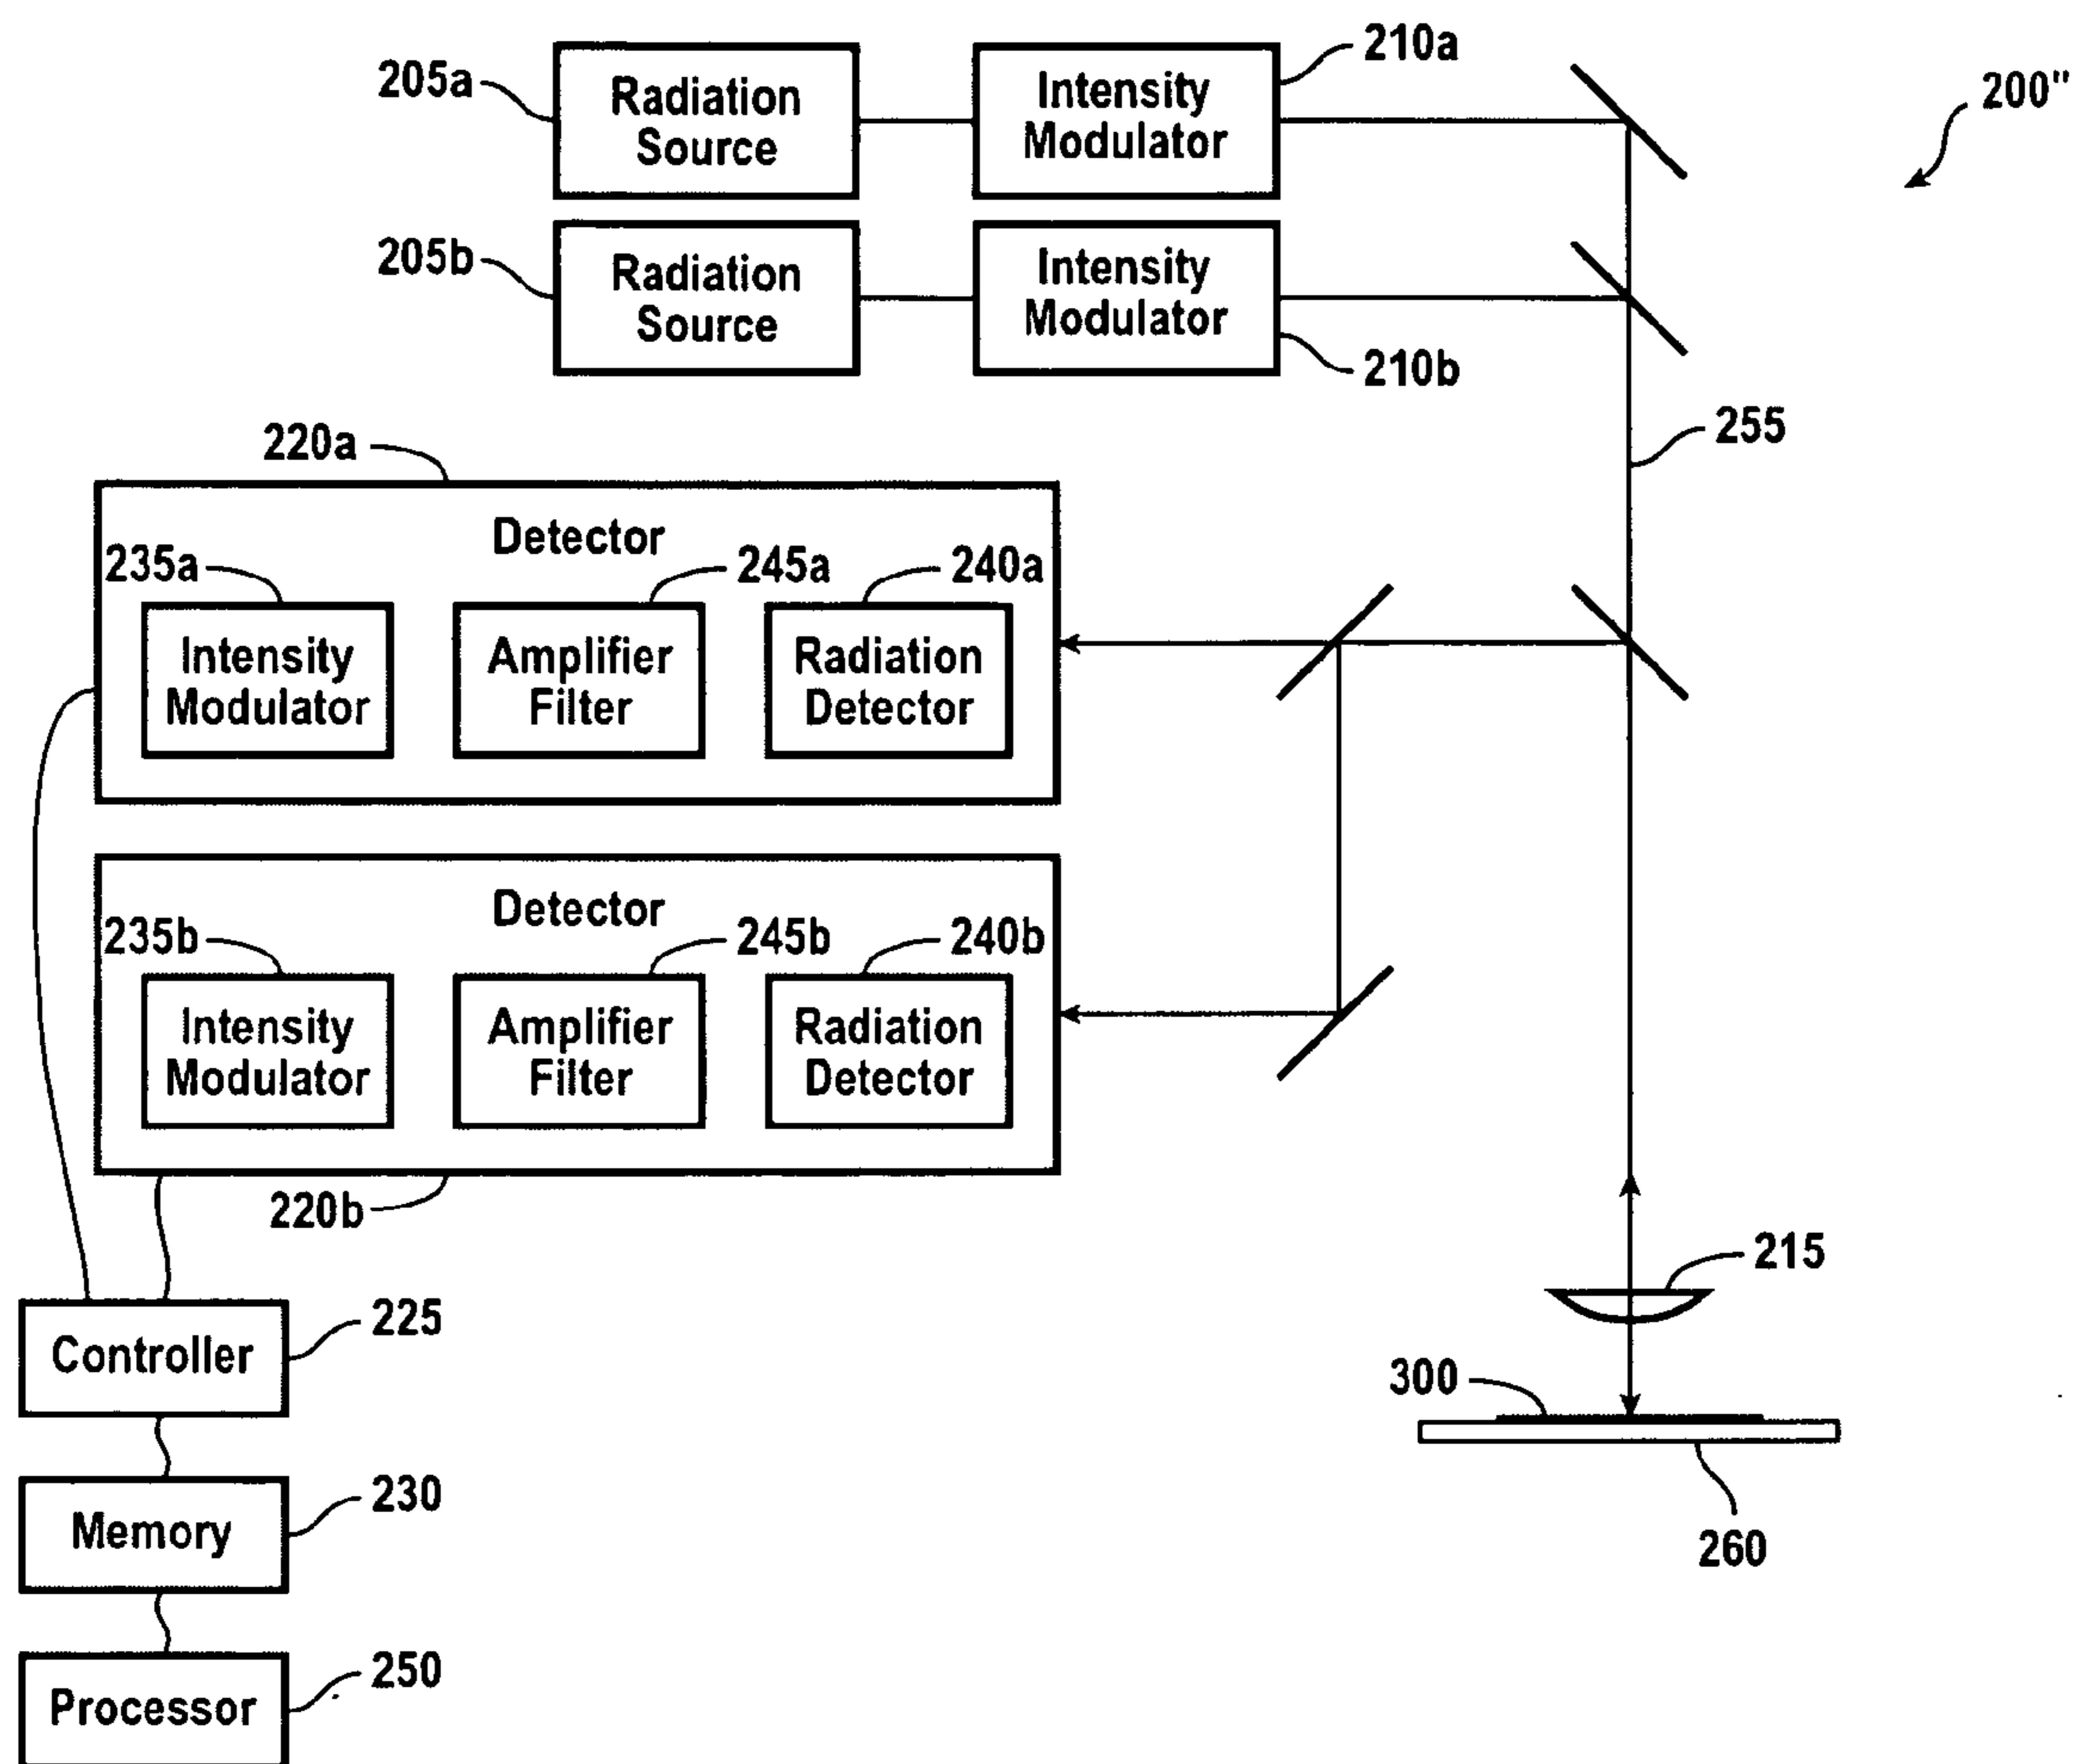 205a
Radiation
Source
Intensity
Modulator
210a
200"
205b
Radiation
Source
Intensity
Modulator
210b
255
220a
Detector
235a
245a
240a
Intensity
Modulator
Amplifier
Filter
Radiation
Detector
Detector
235b
245b
240b
Intensity
Modulator
Amplifier
Filter
Radiation
Detector
220b
215
Controller
225
300
Memory
230
260
Processor
250